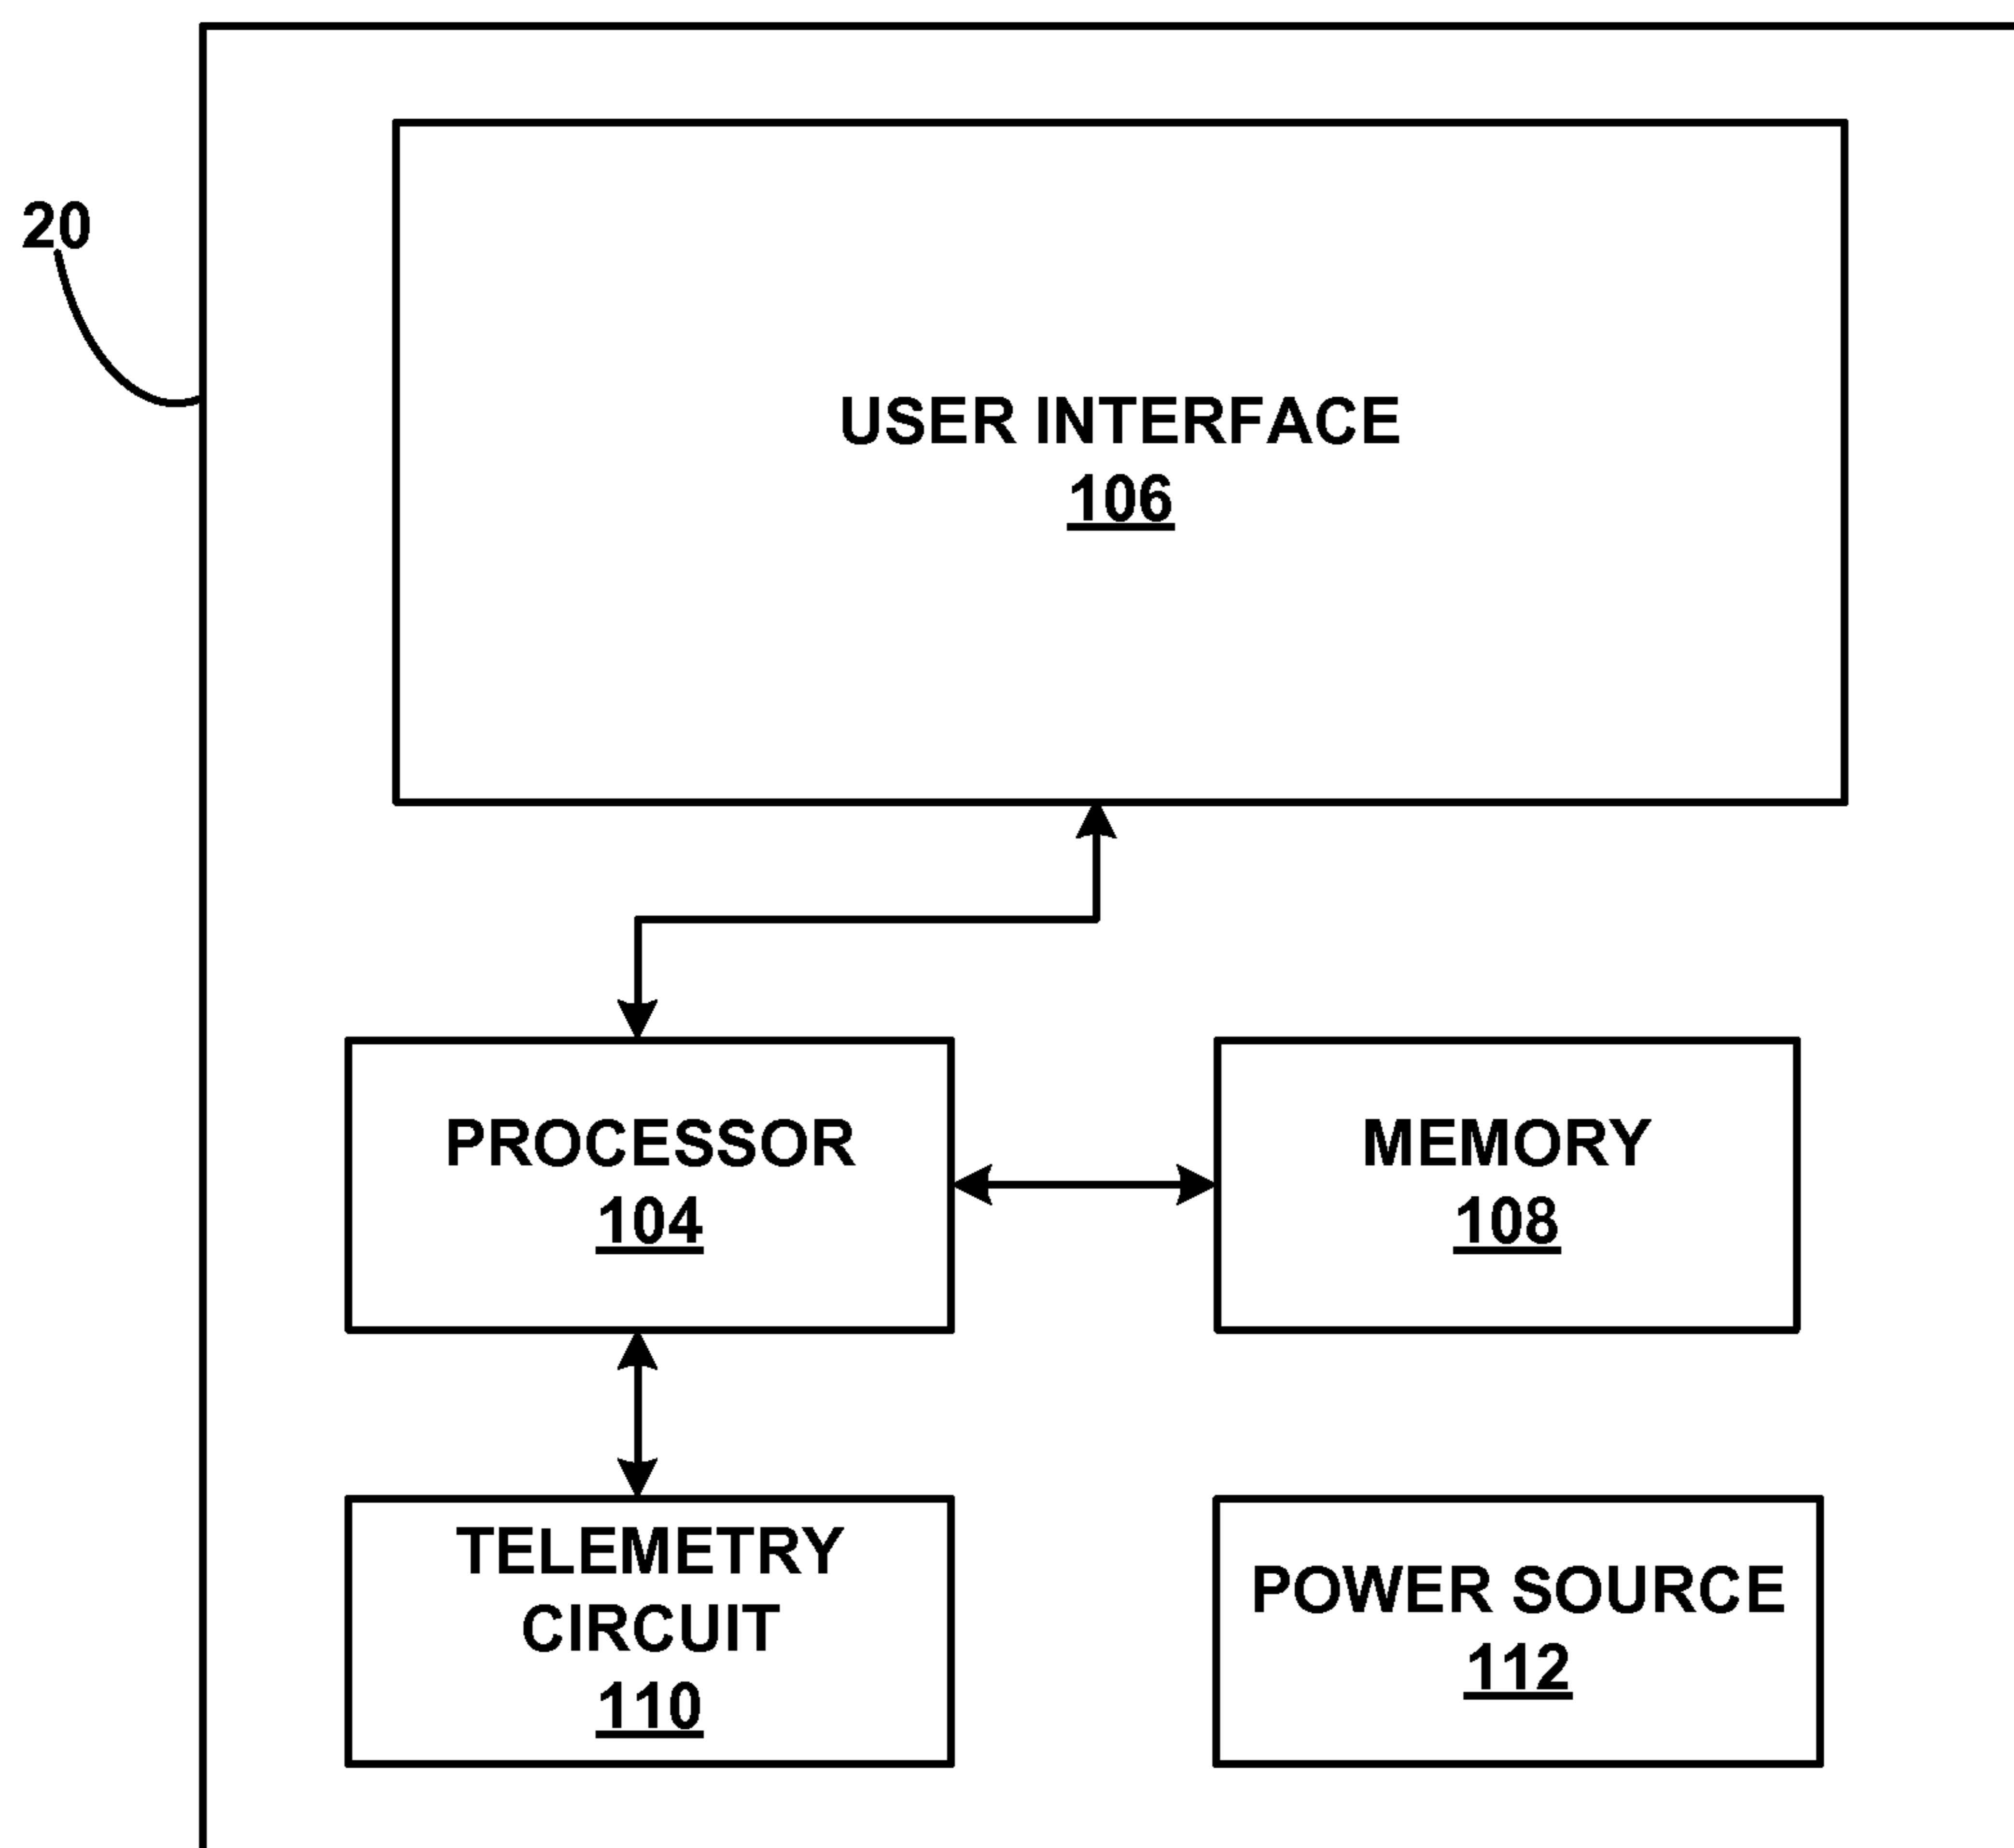 20
USER INTERFACE
106
PROCESSOR
104
MEMORY
108
TELEMETRY
CIRCUIT
110
POWER SOURCE
112